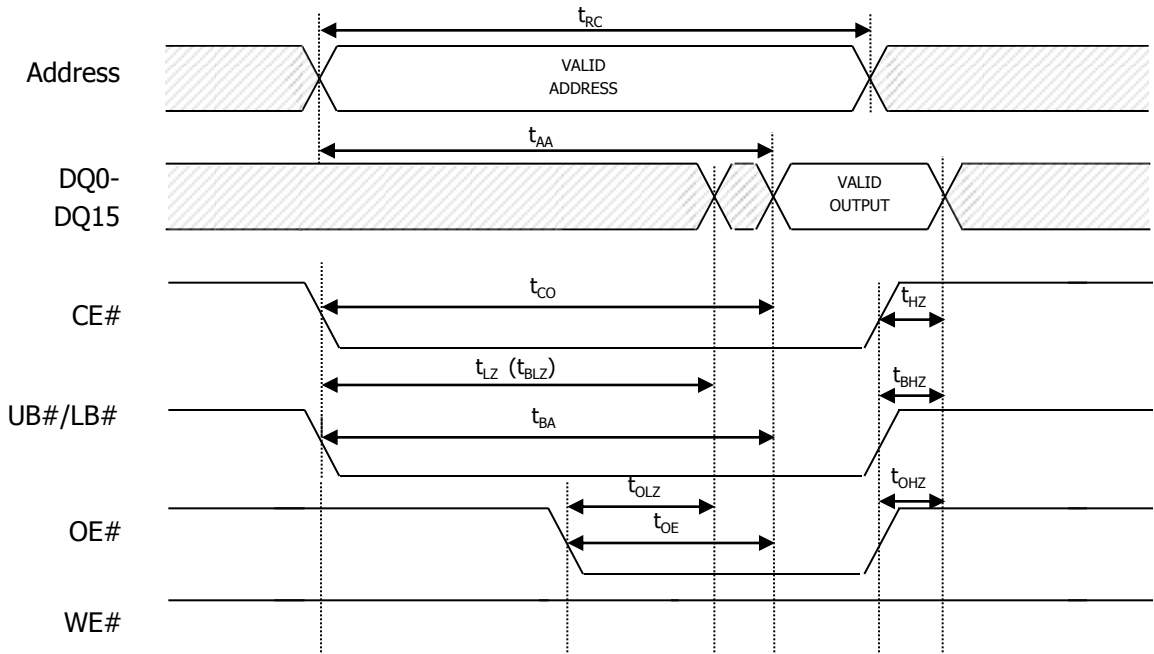 tRC
Address
VALID
ADDRESS
tAA
DQ0-
DQ15
VALID
OUTPUT
CE#
tCO
tHZ
tLZ (tBLZ)
tBHZ
UB#/LB#
tBA
tOLZ
tOHZ
OE#
tOE
WE#